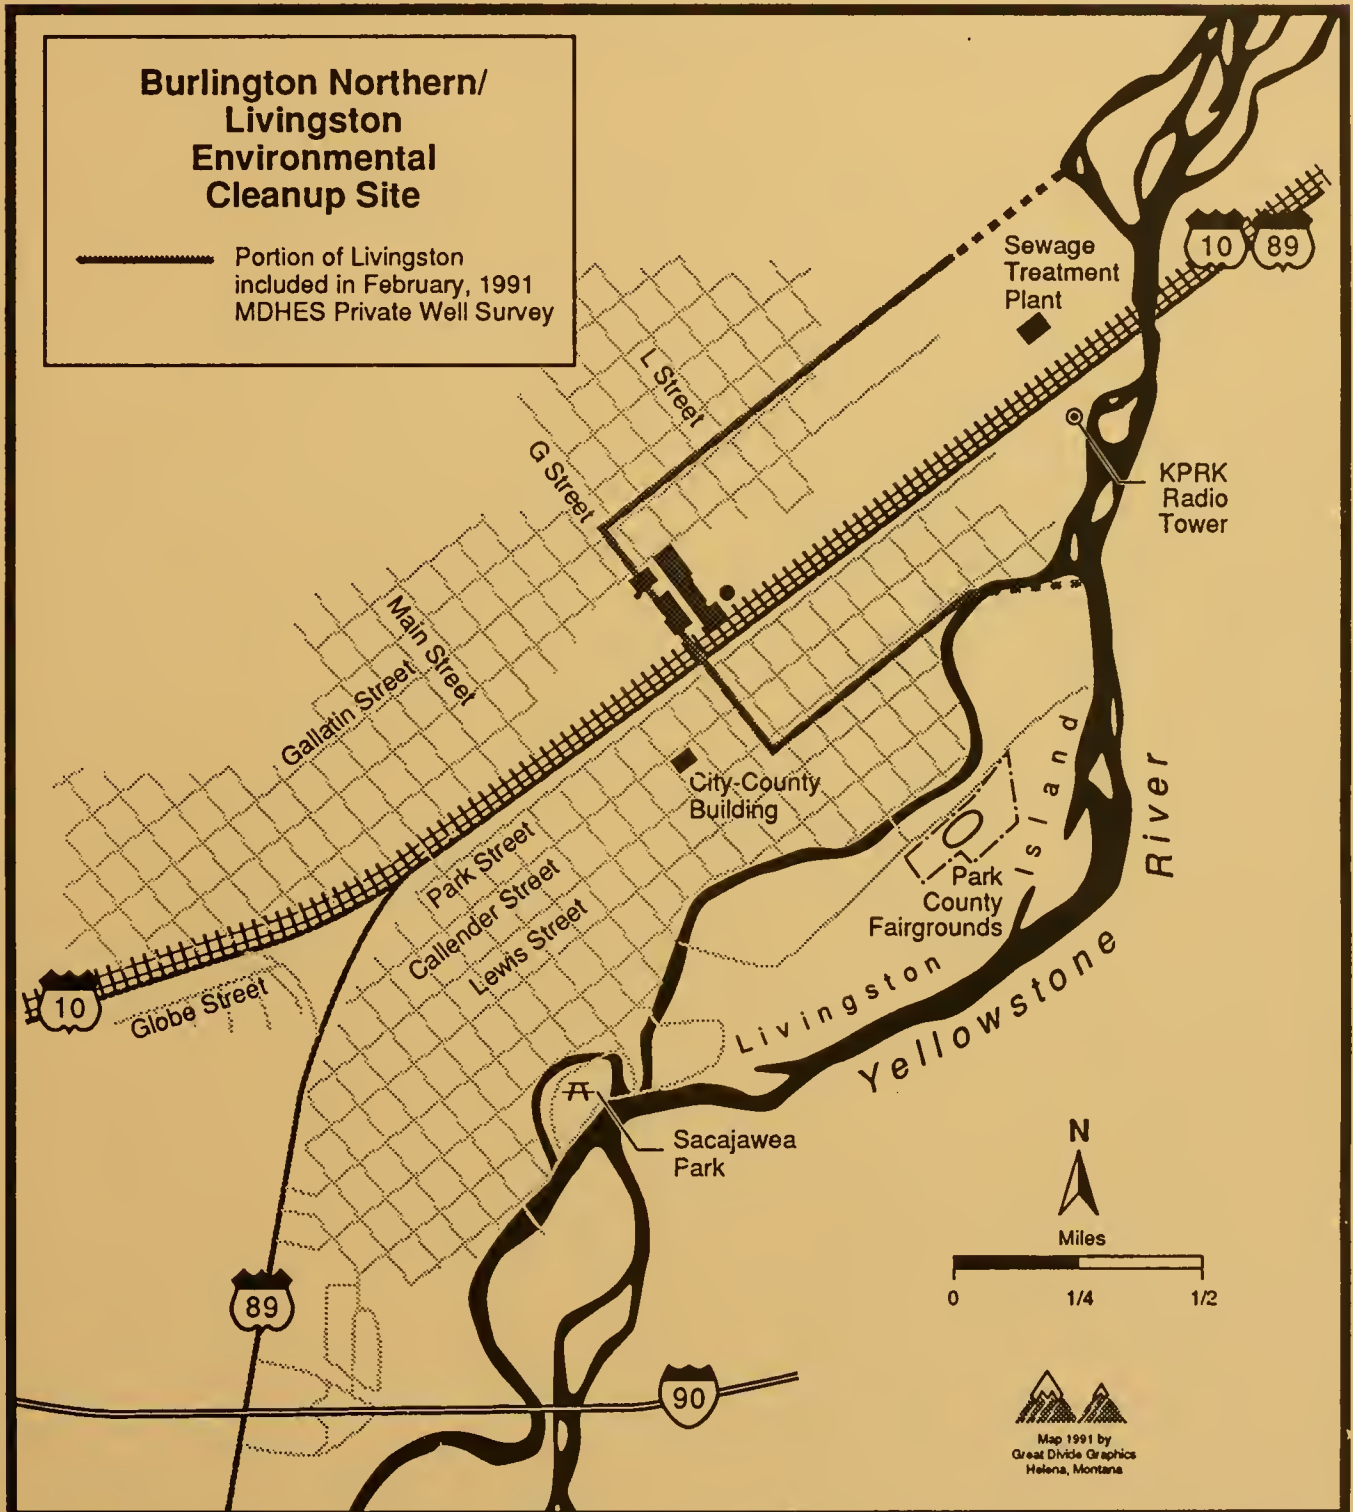 Burlington Northern/
Livingston
Environmental
Cleanup Site
Portion of Livingston
included in February, 1991
MDHES Private Well Survey
10
89
Sewage
Treatment
Plant
L Street
G Street
KPRK
Radio
Tower
Main Street
Gallatin Street
City-County
Building
Park Street
Callender Street
Lewis Street
Park
County
Fairgrounds
Livingston Island
Yellowstone River
10
Globe Street
Sacajawea
Park
N
Miles
0 1/4 1/2
89
90
Map 1991 by
Great Divide Graphics
Helena, Montana